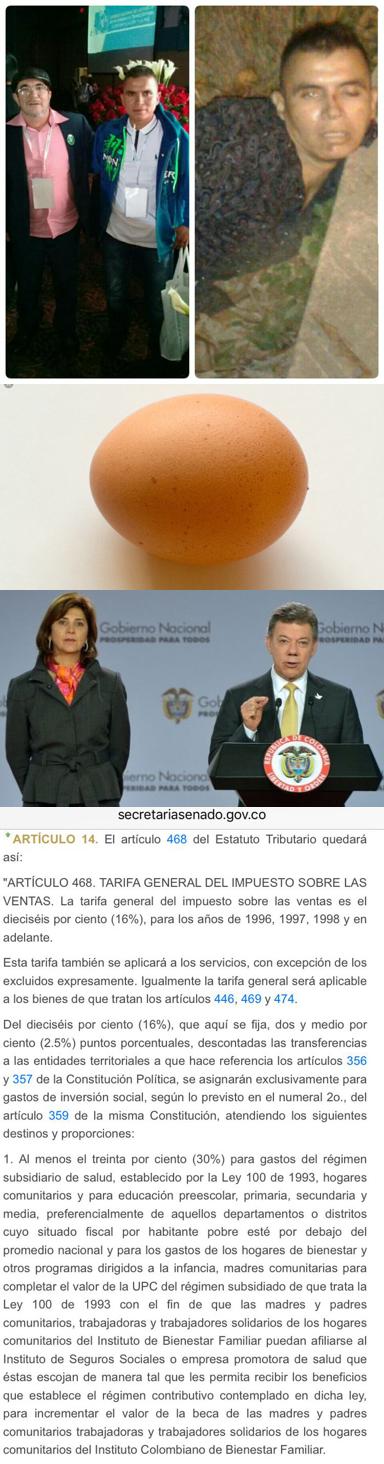 Gobierno Nacional
PROSPERIDAD PARA TODOS
Gobierno N
PROSPERIDAD PAR
Gob
PRO
ierno Nacional
ERIDAD PARA TODOS
REPUBLICA DE COLOMBIA
LIBERTAD Y ORDEN
secretariasenado.gov.co
*ARTÍCULO 14. El artículo 468 del Estatuto Tributario quedará
así:
"ARTÍCULO 468. TARIFA GENERAL DEL IMPUESTO SOBRE LAS
VENTAS. La tarifa general del impuesto sobre las ventas es el
dieciséis por ciento (16%), para los años de 1996, 1997, 1998 y en
adelante.
Esta tarifa también se aplicará a los servicios, con excepción de los
excluidos expresamente. Igualmente la tarifa general será aplicable
a los bienes de que tratan los artículos 446, 469 y 474.
Del dieciséis por ciento (16%), que aquí se fija, dos y medio por
ciento (2.5%) puntos porcentuales, descontadas las transferencias
a las entidades territoriales a que hace referencia los artículos 356
y 357 de la Constitución Política, se asignarán exclusivamente para
gastos de inversión social, según lo previsto en el numeral 2o., del
artículo 359 de la misma Constitución, atendiendo los siguientes
destinos y proporciones:
1. Al menos el treinta por ciento (30%) para gastos del régimen
subsidiario de salud, establecido por la Ley 100 de 1993, hogares
comunitarios y para educación preescolar, primaria, secundaria y
media, preferencialmente de aquellos departamentos o distritos
cuyo situado fiscal por habitante pobre esté por debajo del
promedio nacional y para los gastos de los hogares de bienestar y
otros programas dirigidos a la infancia, madres comunitarias para
completar el valor de la UPC del régimen subsidiado de que trata la
Ley 100 de 1993 con el fin de que las madres y padres
comunitarios, trabajadoras y trabajadores solidarios de los hogares
comunitarios del Instituto de Bienestar Familiar puedan afiliarse al
Instituto de Seguros Sociales o empresa promotora de salud que
éstas escojan de manera tal que les permita recibir los beneficios
que establece el régimen contributivo contemplado en dicha ley,
para incrementar el valor de la beca de las madres y padres
comunitarios trabajadoras y trabajadores solidarios de los hogares
comunitarios del Instituto Colombiano de Bienestar Familiar.